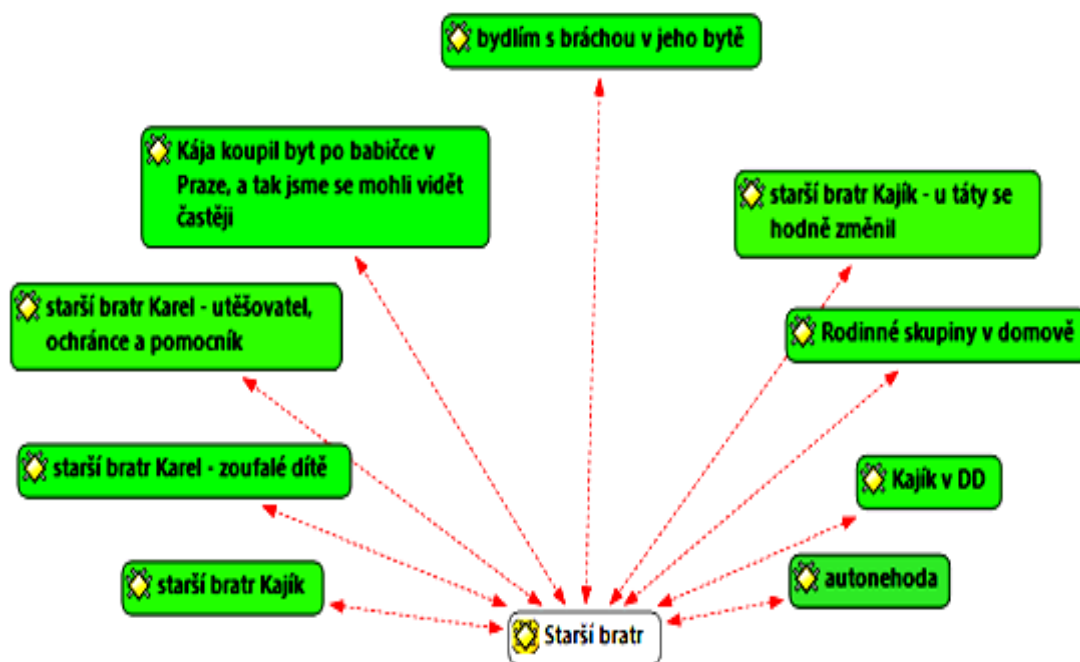 bydlím s bráchou v jeho bytě
Kája koupil byt po babičce v
Praze, a tak jsme se mohli vidět
častěji
starší bratr Kajík - u táty se
hodně změnil
starší bratr Karel - utěšovatel,
ochránce a pomocník
Rodinné skupiny v domově
starší bratr Karel - zoufalé dítě
Kajík v DD
starší bratr Kajík
autonehoda
Starší bratr